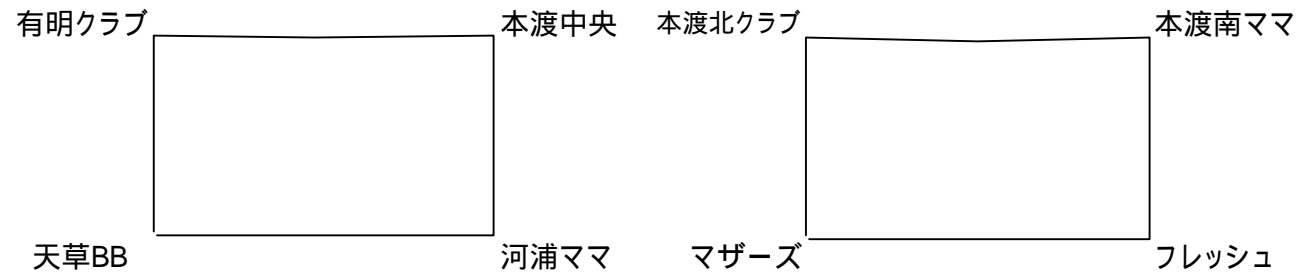 有明クラブ
本渡中央
本渡北クラブ
本渡南ママ
天草BB
河浦ママ
マザーズ
フレッシュ